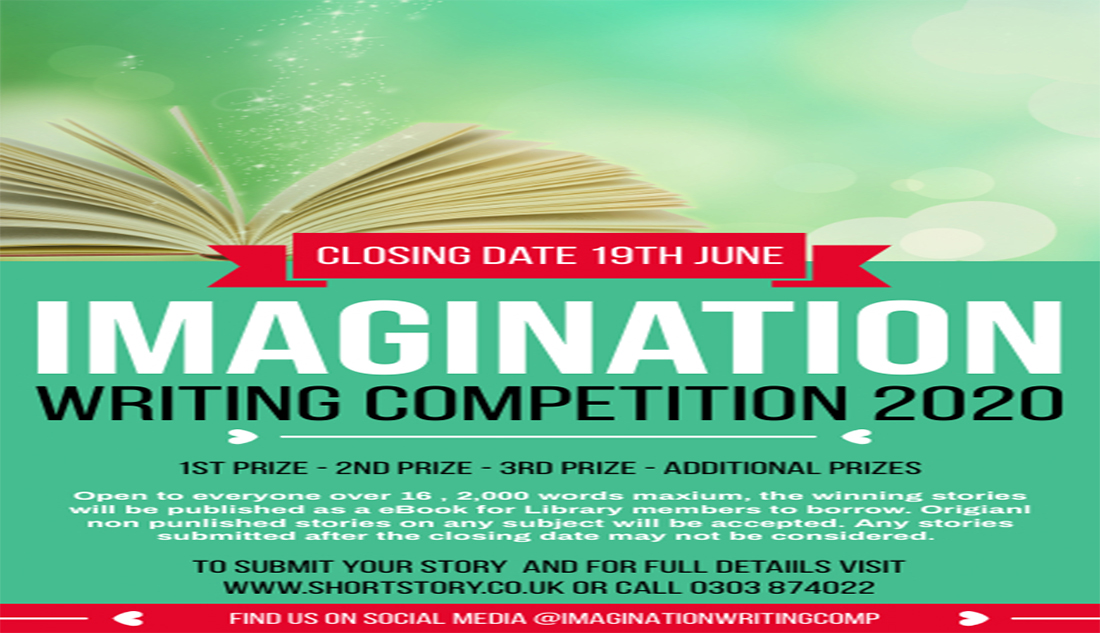 CLOSING DATE 19TH JUNE
IMAGINATION
WRITING COMPETITION 2020
1ST PRIZE - 2ND PRIZE - 3RD PRIZE - ADDITIONAL PRIZES
Open to everyone over 16 , 2,000 words maxium, the winning stories
will be published as a eBook for Library members to borrow. Origianl
non punlished stories on any subject will be accepted. Any stories
submitted after the closing date may not be considered.
TO SUBMIT YOUR STORY AND FOR FULL DETAIILS VISIT
WWW.SHORTSTORY.CO.UK OR CALL 0303 874022
FIND US ON SOCIAL MEDIA @IMAGINATIONWRITINGCOMP